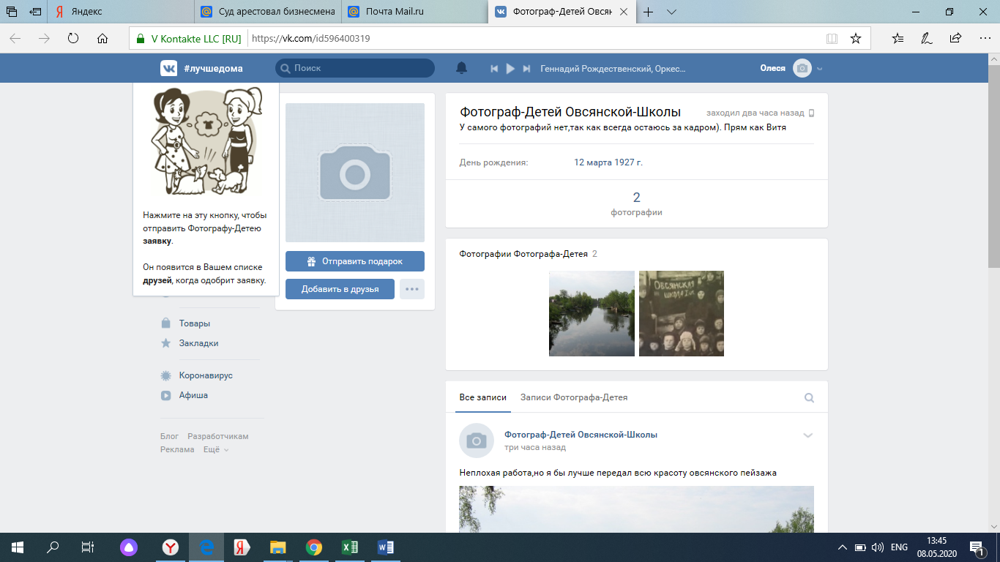 Яндекс
Суд арестовал бизнесмена
Почта Mail.ru
Фотограф-Детей Овсян
V Kontakte LLC [RU]
https://vk.com/id596400319
#лучшедома
Поиск
Геннадий Рождественский, Оркес...
Олеся
Нажмите на эту кнопку, чтобы
отправить Фотографу-Детею
заявку.
Он появится в Вашем списке
друзей, когда одобрит заявку.
Товары
Закладки
Коронавирус
Афиша
Блог Разработчикам
Реклама Ещё
Отправить подарок
Добавить в друзья
Фотограф-Детей Овсянской-Школы
заходил два часа назад
У самого фотографий нет,так как всегда остаюсь за кадром). Прям как Витя
День рождения: 12 марта 1927 г.
2
фотографии
Фотографии Фотографа-Детея 2
ОВСЯНСКАЯ
ШКОЛА
Все записи
Записи Фотографа-Детея
Фотограф-Детей Овсянской-Школы
три часа назад
Неплохая работа,но я бы лучше передал всю красоту овсянского пейзажа
ENG
13:45
08.05.2020
1